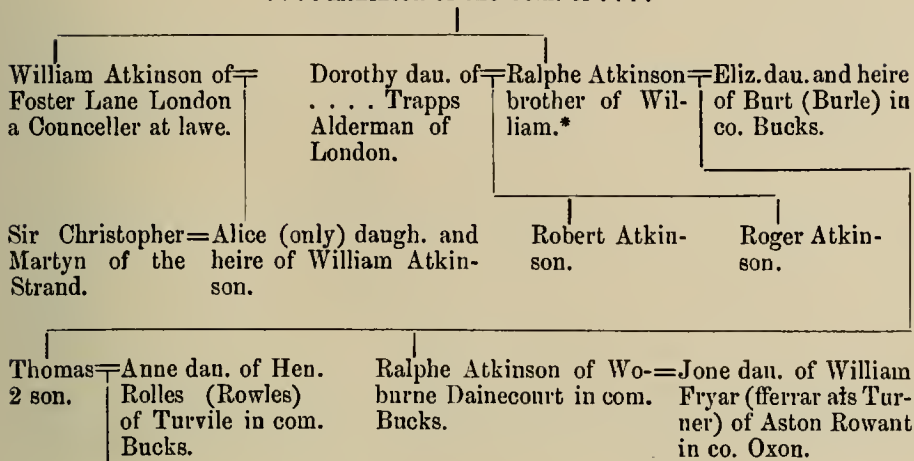 William Atkinson of
Foster Lane London
a Counceller at lawe.
Dorothy dau. of
. . . . Trapps
Alderman of
London.
Ralphe Atkinson
brother of Wil-
liam.*
Eliz. dau. and heire
of Burt (Burle) in
co. Bucks.
Sir Christopher=
Martyn of the
Strand.
Alice (only) daugh. and
heire of William Atkin-
son.
Robert Atkin-
son.
Roger Atkin-
son.
Thomas
2 son.
Anne dau. of Hen.
Rolles (Rowles)
of Turvile in com.
Bucks.
Ralphe Atkinson of Wo-=
burne Dainecourt in com.
Bucks.
Jone dau. of William
Fryar (fferrar als Tur-
ner) of Aston Rowant
in co. Oxon.